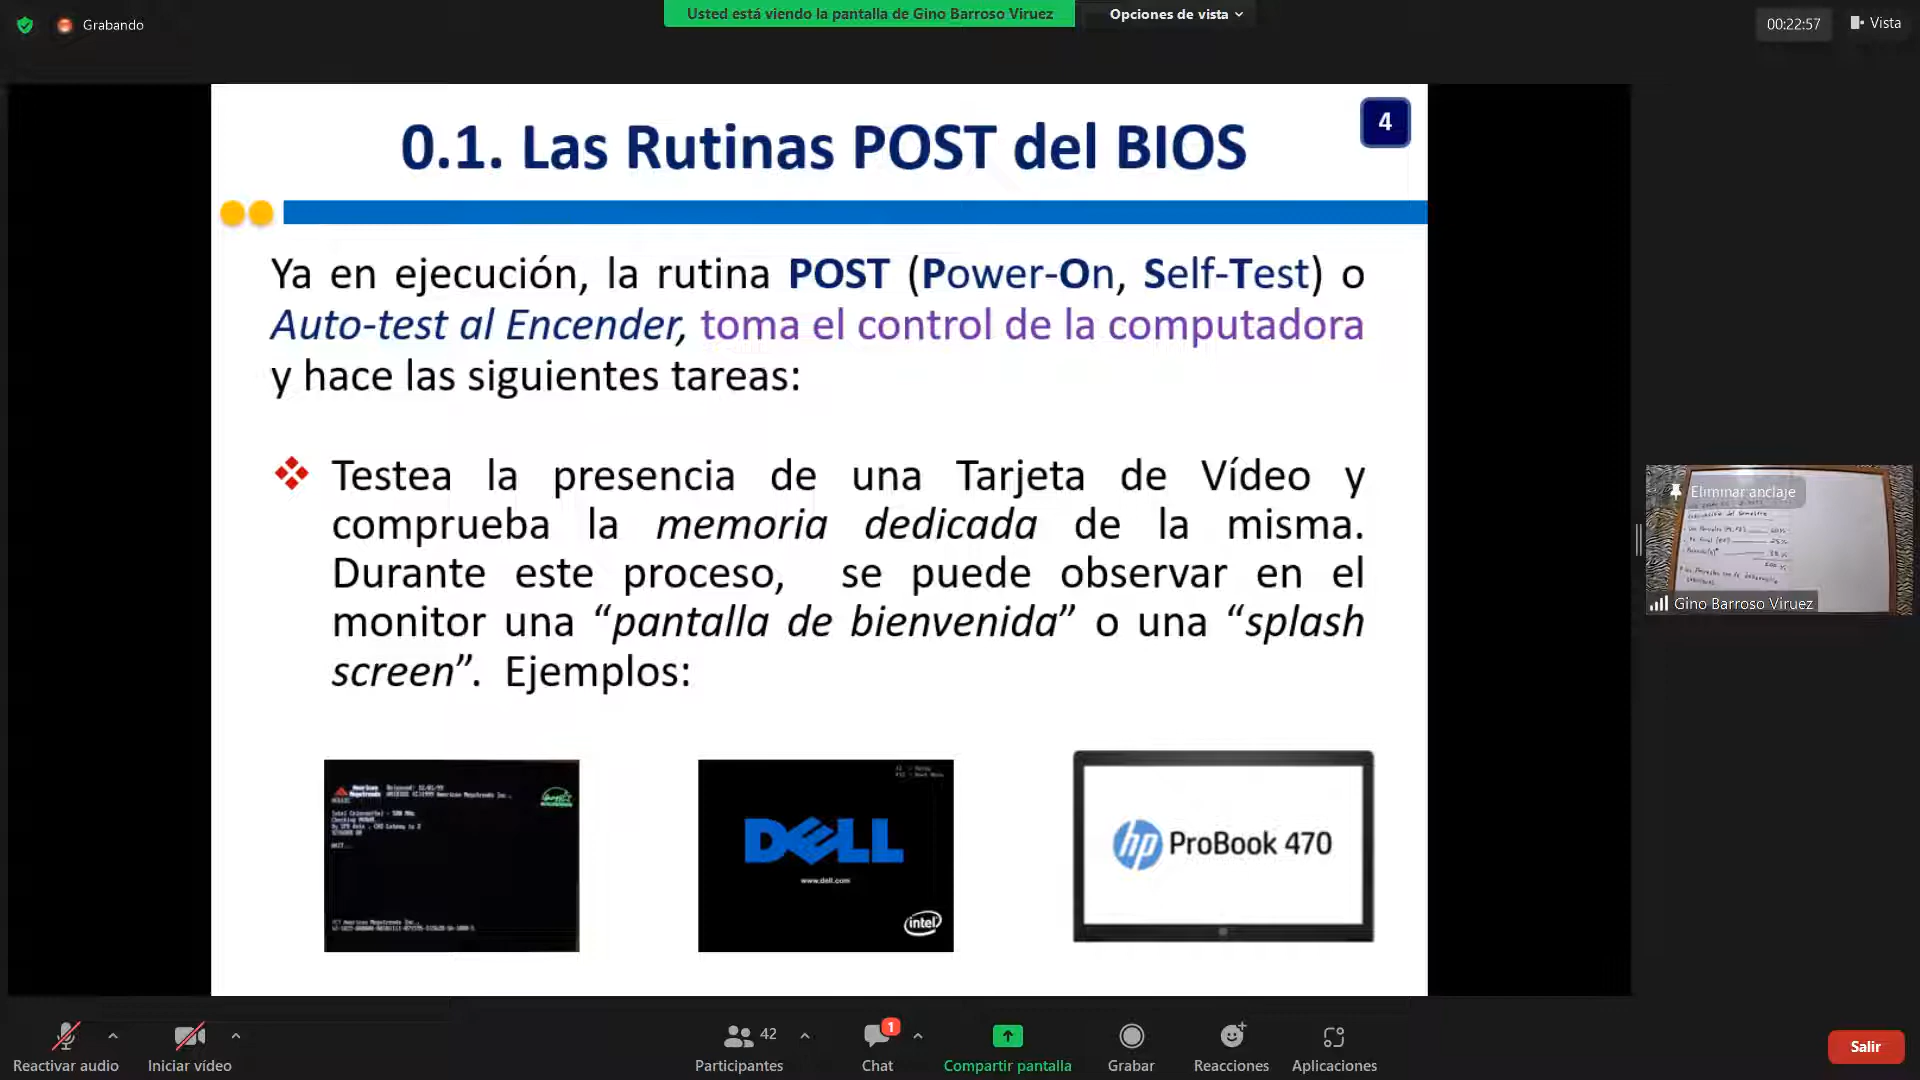 Grabando
Usted está viendo la pantalla de Gino Barroso Viruez
Opciones de vista
00:22:57
Vista
0.1. Las Rutinas POST del BIOS
4
Ya en ejecución, la rutina POST (Power-On, Self-Test) o
Auto-test al Encender, toma el control de la computadora
y hace las siguientes tareas:
Testea la presencia de una Tarjeta de Vídeo y
comprueba la memoria dedicada de la misma.
Durante este proceso, se puede observar en el
monitor una “pantalla de bienvenida” o una “splash
screen”. Ejemplos:
American
Megatrends
WAIT...
DELL
www.dell.com
intel
hp ProBook 470
Eliminar anclaje
Gino Barroso Viruez
Reactivar audio
Iniciar vídeo
42
Participantes
1
Chat
Compartir pantalla
Grabar
Reacciones
Aplicaciones
Salir